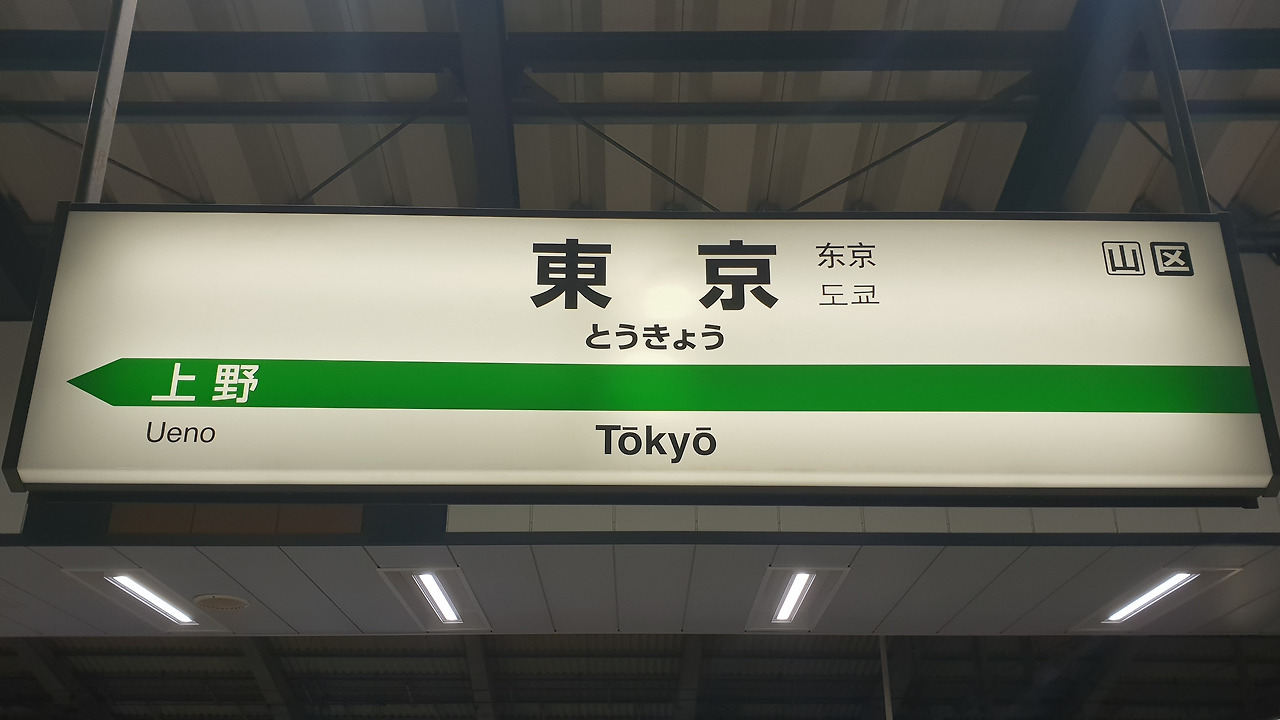 東京
东京
도쿄
山 区
とうきょう
上野
Ueno
Tōkyō